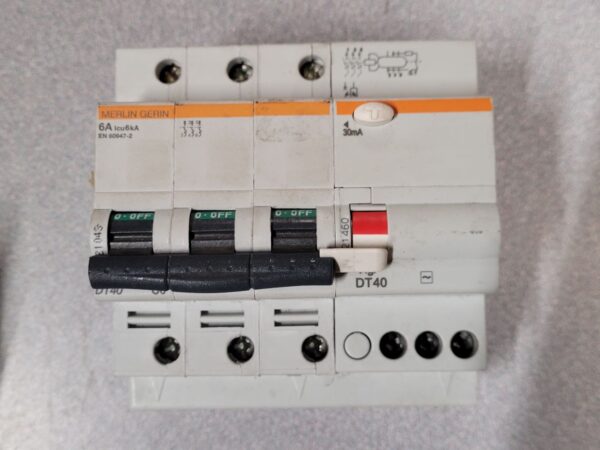 MERLIN GERIN
6A Icu6kA
EN 60947-2
30mA
T
0·OFF
0·OFF
0·OFF
21460
DT40
DT40